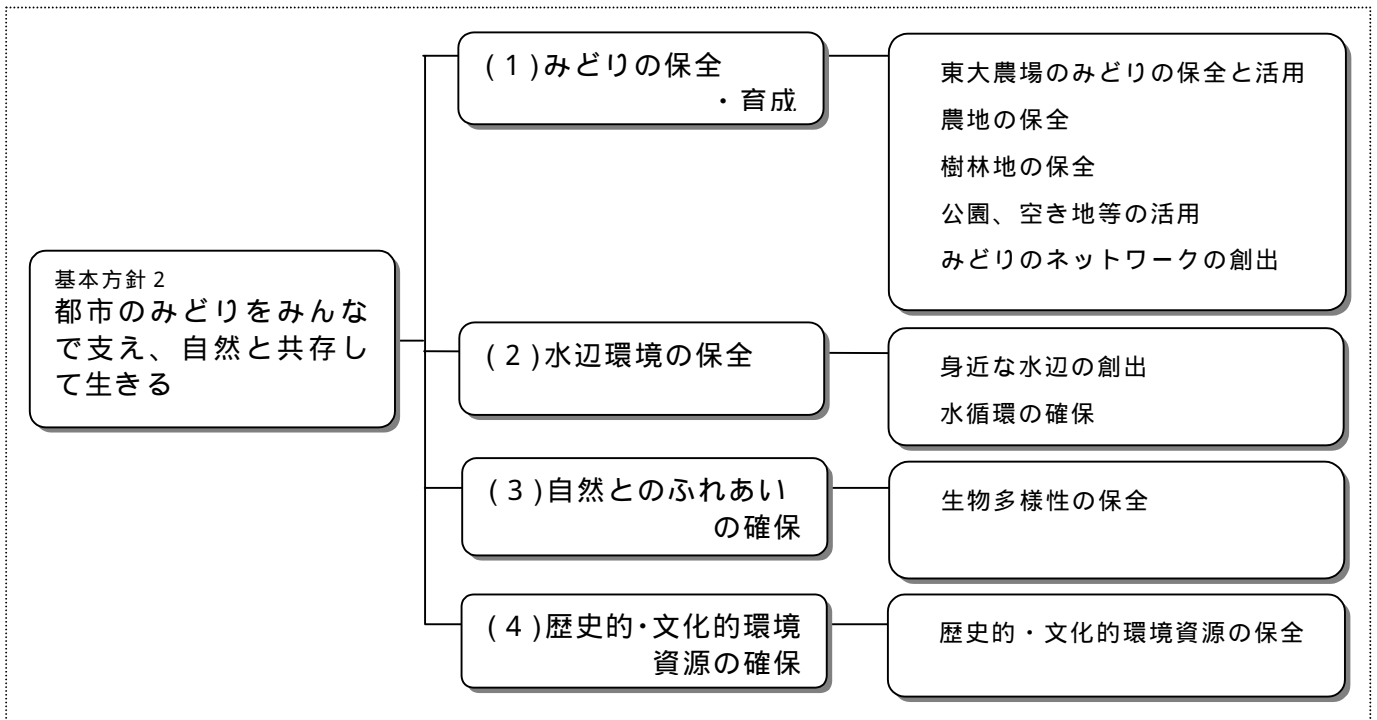 基本方針2
都市のみどりをみんな
で支え、自然と共存し
て生きる
(1)みどりの保全
・育成
東大農場のみどりの保全と活用
農地の保全
樹林地の保全
公園、空き地等の活用
みどりのネットワークの創出
(2)水辺環境の保全
身近な水辺の創出
水循環の確保
(3)自然とのふれあい
の確保
生物多様性の保全
(4)歴史的・文化的環境
資源の確保
歴史的・文化的環境資源の保全